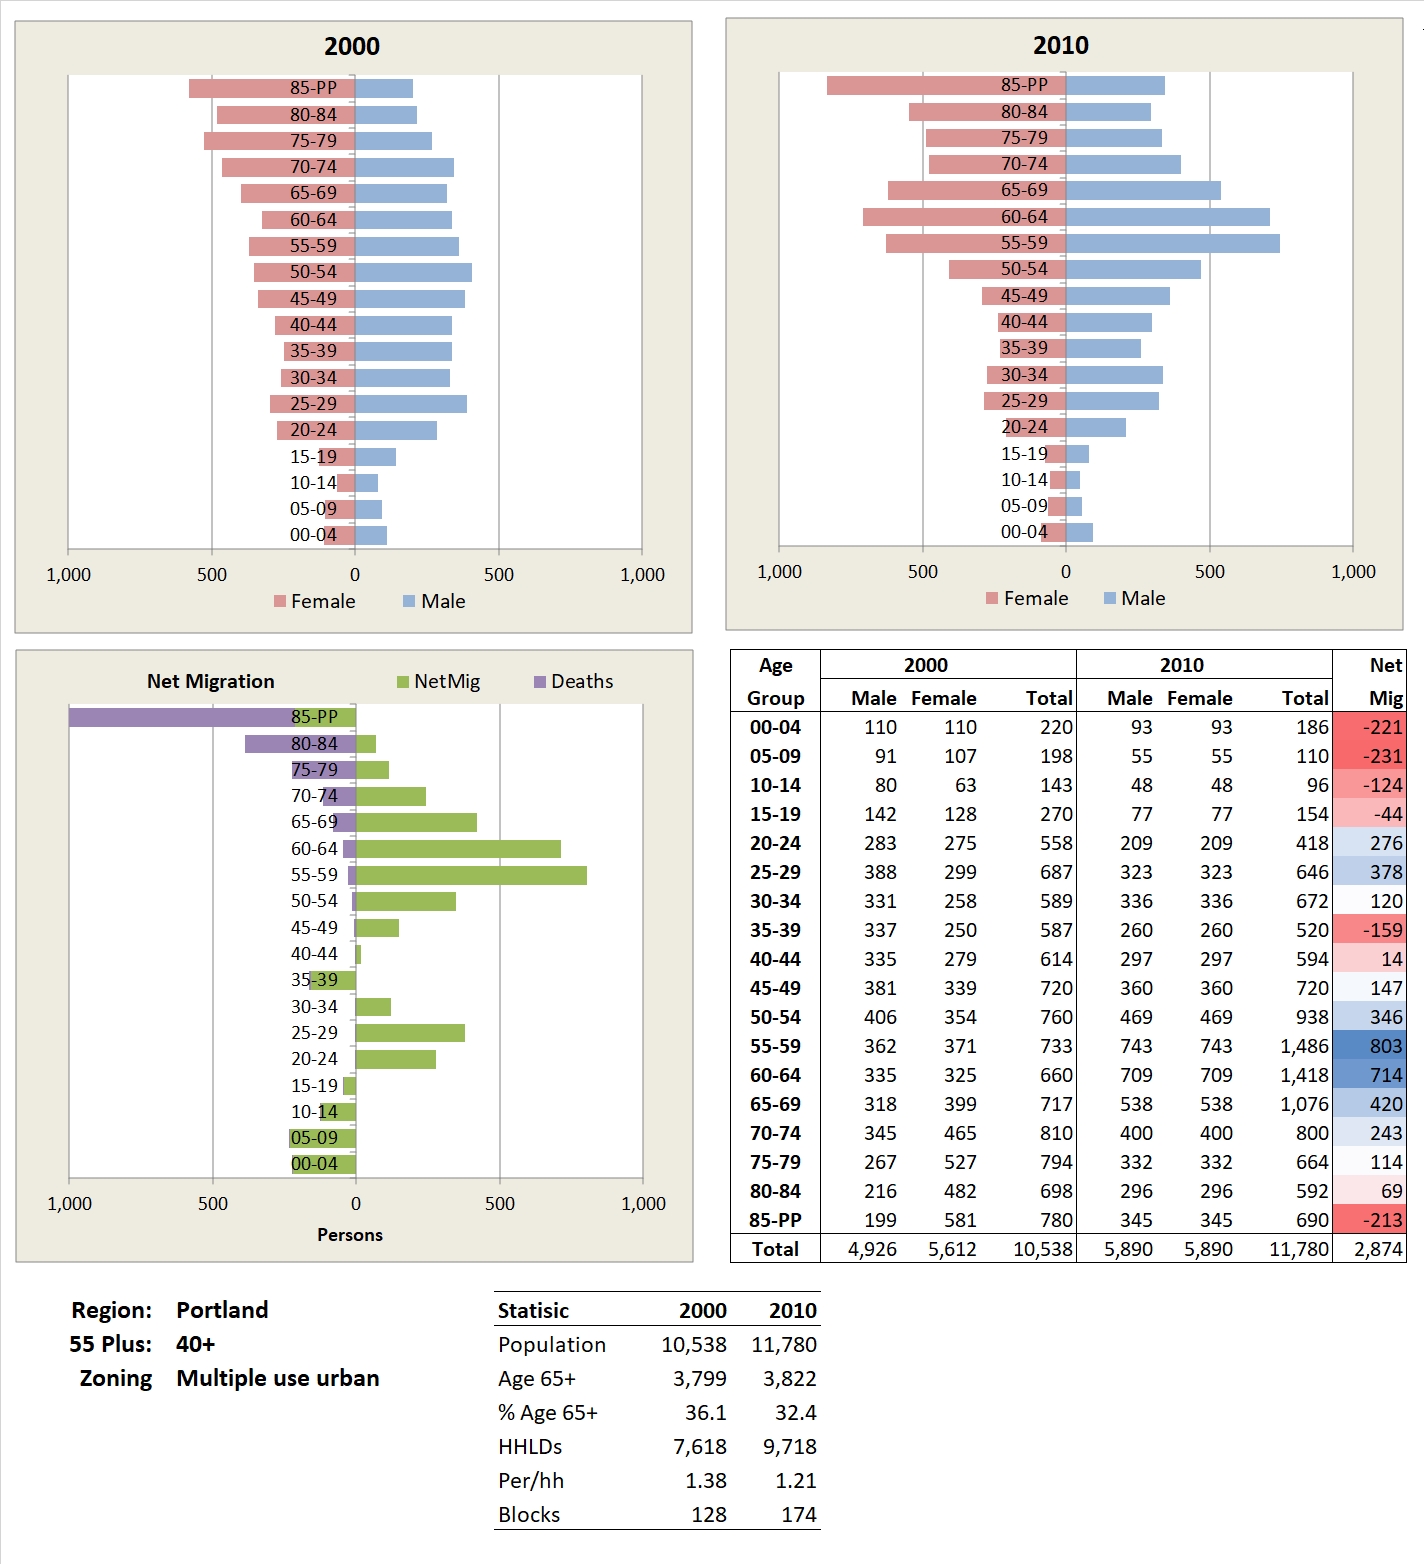 2000
85-PP
80-84
75-79
70-74
65-69
60-64
55-59
50-54
45-49
40-44
35-39
30-34
25-29
20-24
15-19
10-14
05-09
00-04
1,000 500 0 500 1,000
Female Male
2010
85-PP
80-84
75-79
70-74
65-69
60-64
55-59
50-54
45-49
40-44
35-39
30-34
25-29
20-24
15-19
10-14
05-09
00-04
1,000 500 0 500 1,000
Female Male
Net Migration NetMig Deaths
85-PP
80-84
75-79
70-74
65-69
60-64
55-59
50-54
45-49
40-44
35-39
30-34
25-29
20-24
15-19
10-14
05-09
00-04
1,000 500 0 500 1,000
Persons
Age 2000 2010 Net
Group Male Female Total Male Female Total Mig
00-04 110 110 220 93 93 186 -221
05-09 91 107 198 55 55 110 -231
10-14 80 63 143 48 48 96 -124
15-19 142 128 270 77 77 154 -44
20-24 283 275 558 209 209 418 276
25-29 388 299 687 323 323 646 378
30-34 331 258 589 336 336 672 120
35-39 337 250 587 260 260 520 -159
40-44 335 279 614 297 297 594 14
45-49 381 339 720 360 360 720 147
50-54 406 354 760 469 469 938 346
55-59 362 371 733 743 743 1,486 803
60-64 335 325 660 709 709 1,418 714
65-69 318 399 717 538 538 1,076 420
70-74 345 465 810 400 400 800 243
75-79 267 527 794 332 332 664 114
80-84 216 482 698 296 296 592 69
85-PP 199 581 780 345 345 690 -213
Total 4,926 5,612 10,538 5,890 5,890 11,780 2,874
Region: Portland
55 Plus: 40+
Zoning Multiple use urban
Statisic 2000 2010
Population 10,538 11,780
Age 65+ 3,799 3,822
% Age 65+ 36.1 32.4
HHLDs 7,618 9,718
Per/hh 1.38 1.21
Blocks 128 174